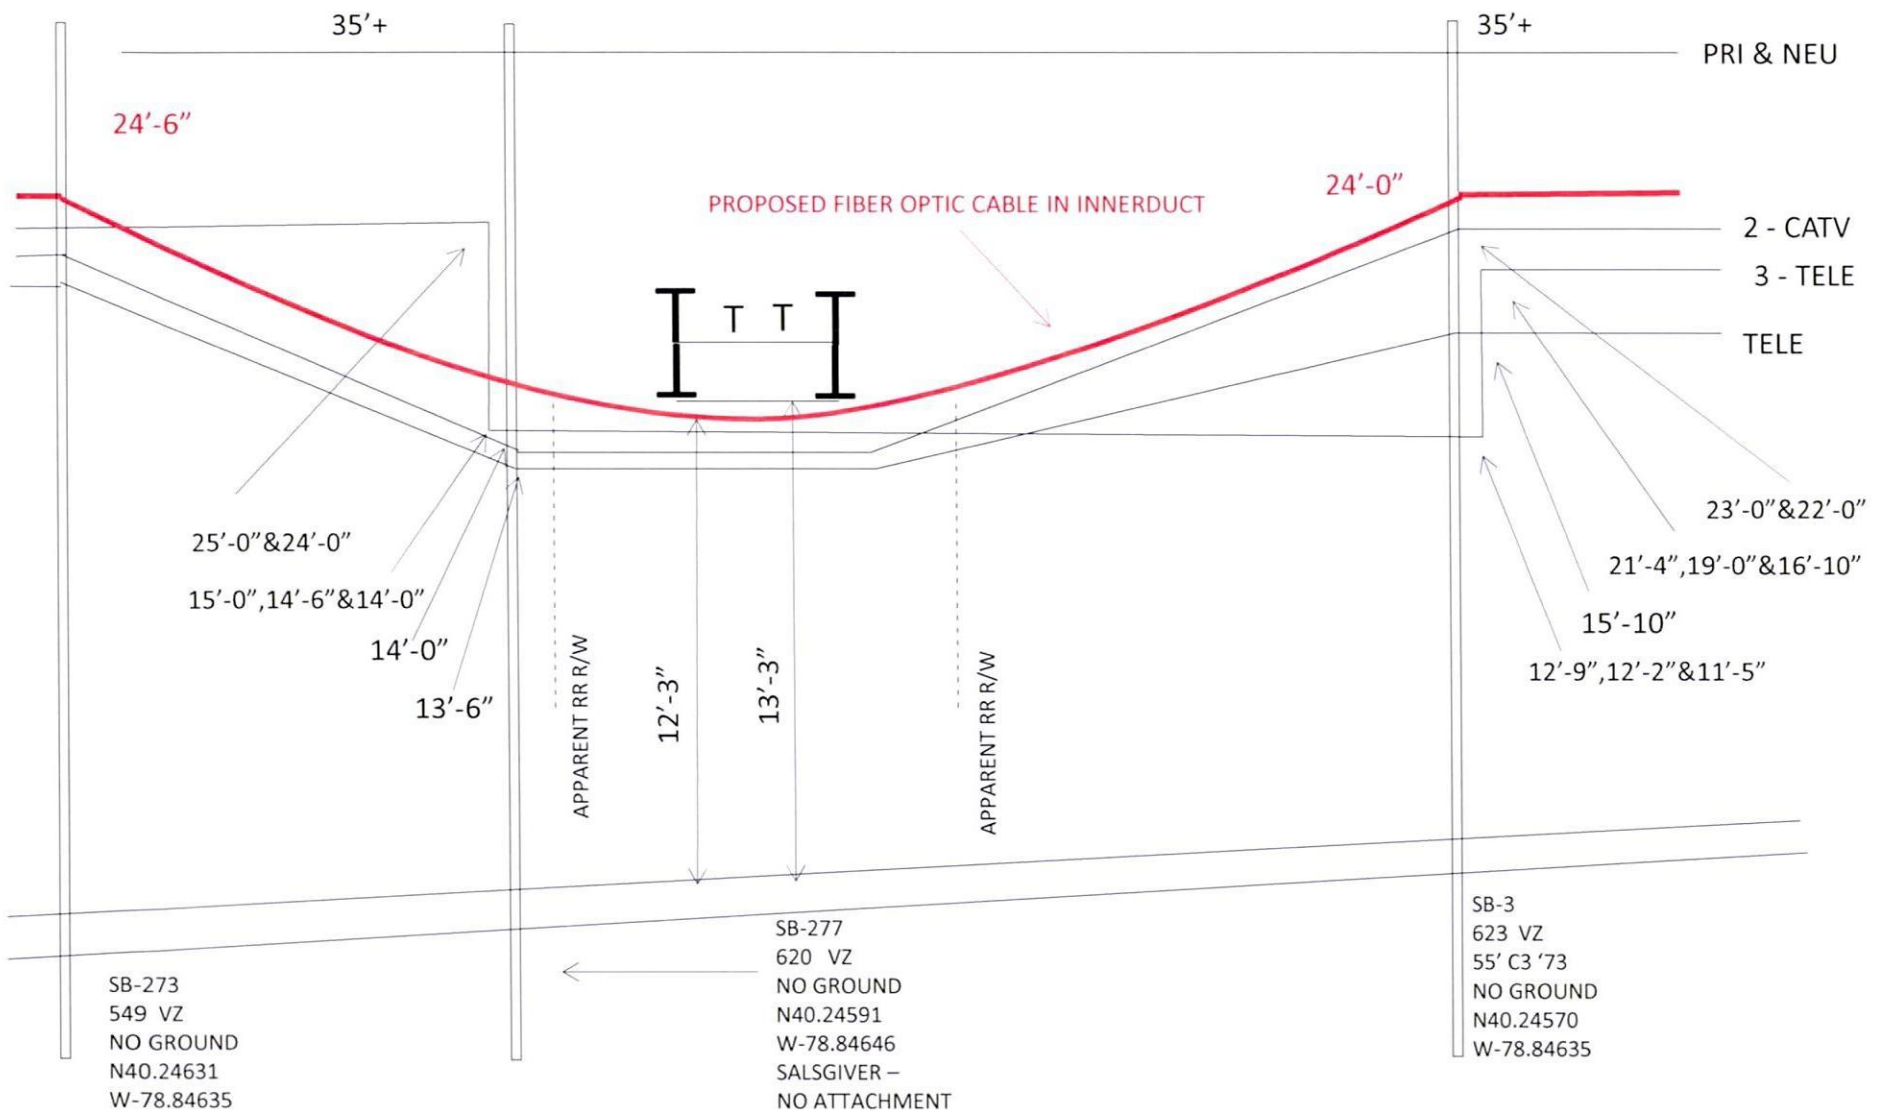 35’+
35’+
PRI & NEU
24’-6”
24’-0”
PROPOSED FIBER OPTIC CABLE IN INNERDUCT
2 - CATV
3 - TELE
TELE
T T
25’-0”&24’-0”
15’-0”,14’-6”&14’-0”
14’-0”
13’-6”
APPARENT RR R/W
12’-3”
13’-3”
APPARENT RR R/W
23’-0”&22’-0”
21’-4”,19’-0”&16’-10”
15’-10”
12’-9”,12’-2”&11’-5”
SB-273
549 VZ
NO GROUND
N40.24631
W-78.84635
SB-277
620 VZ
NO GROUND
N40.24591
W-78.84646
SALSGIVER –
NO ATTACHMENT
SB-3
623 VZ
55’ C3 ‘73
NO GROUND
N40.24570
W-78.84635